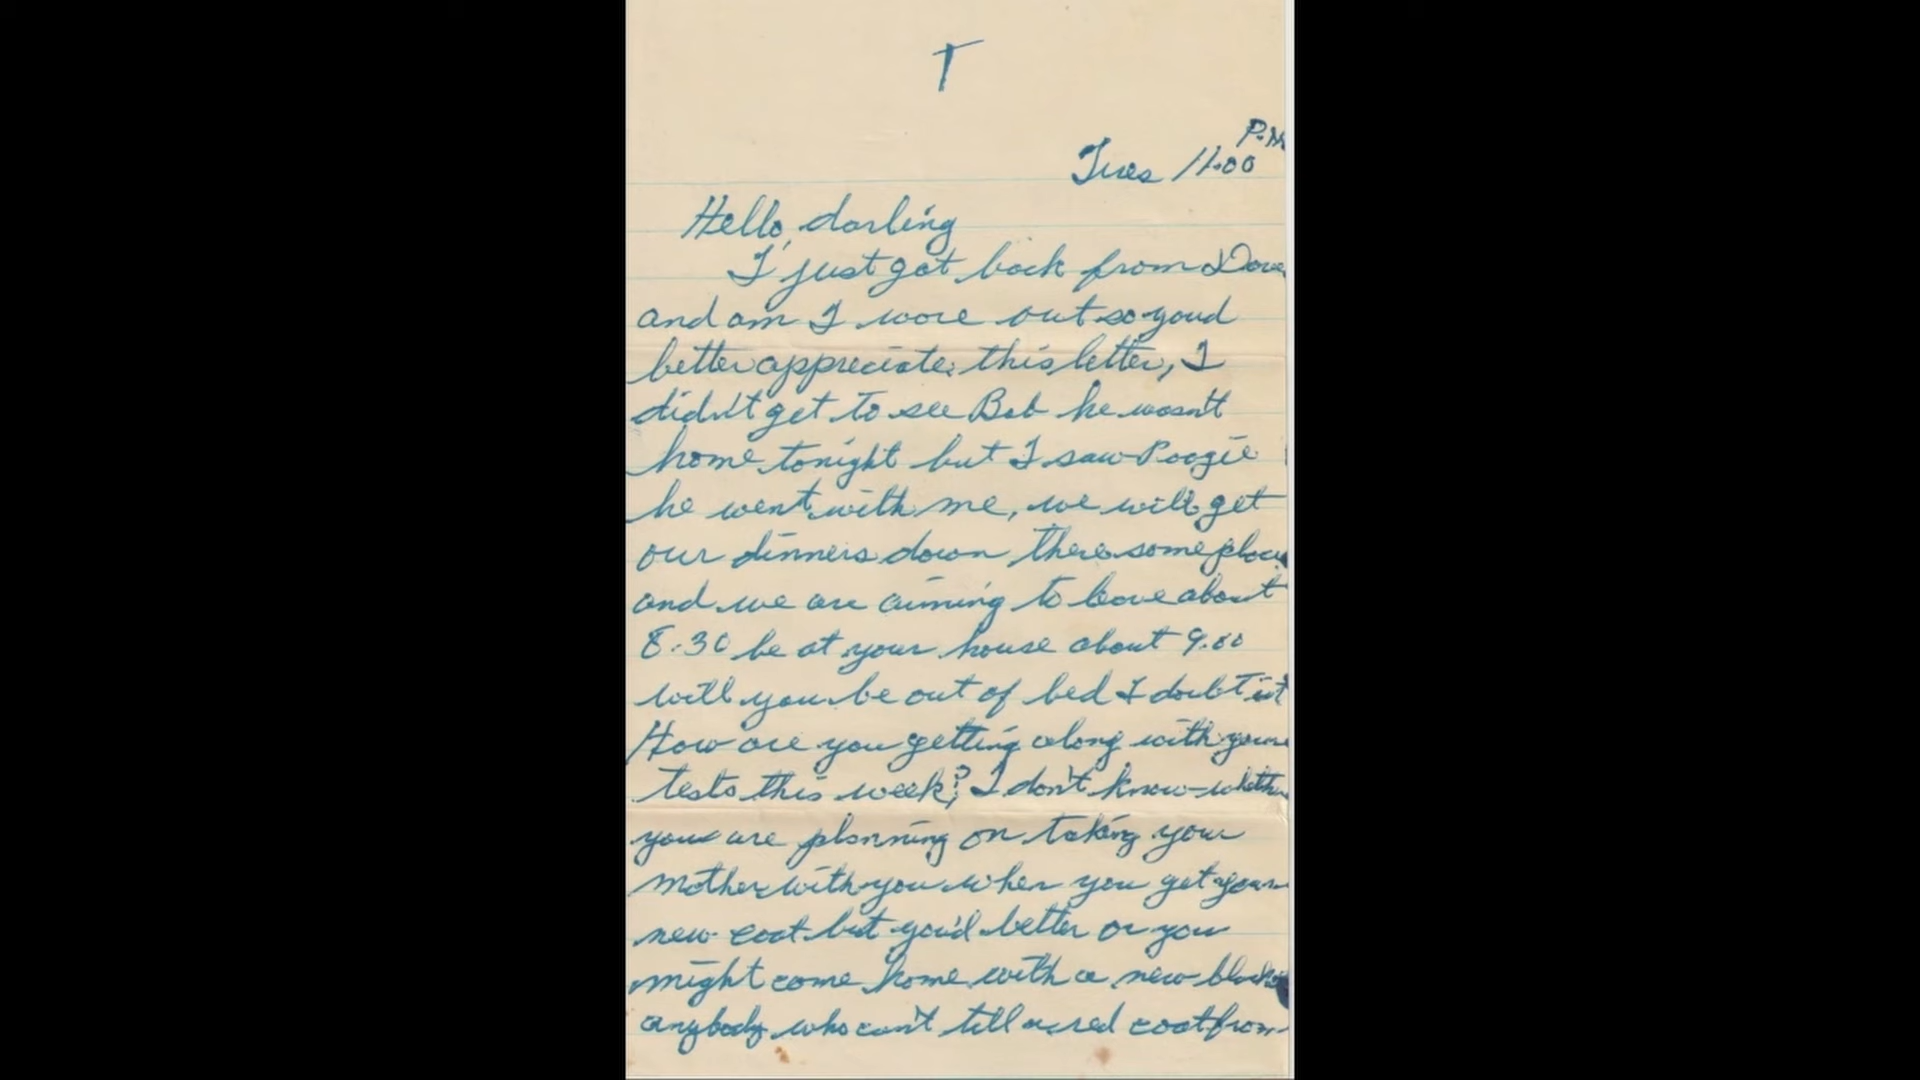 T
P.M
Tues 11.00
Hello, darling
I just got back from Dove
and am I wore out so youd
better appreciate this letter, I
didn't get to see Bob he wasn't
home tonight but I saw Poogie
he went with me, we will get
our dinners down there some place
and we are aiming to leave about
8.30 be at your house about 9.00
will you be out of bed I doubt it
How are you getting along with your
tests this week? I don't know whether
you are planning on taking your
mother with you when you get your
new coat but you'd better or you
might come home with a new
anybody who can't tell a red coat from